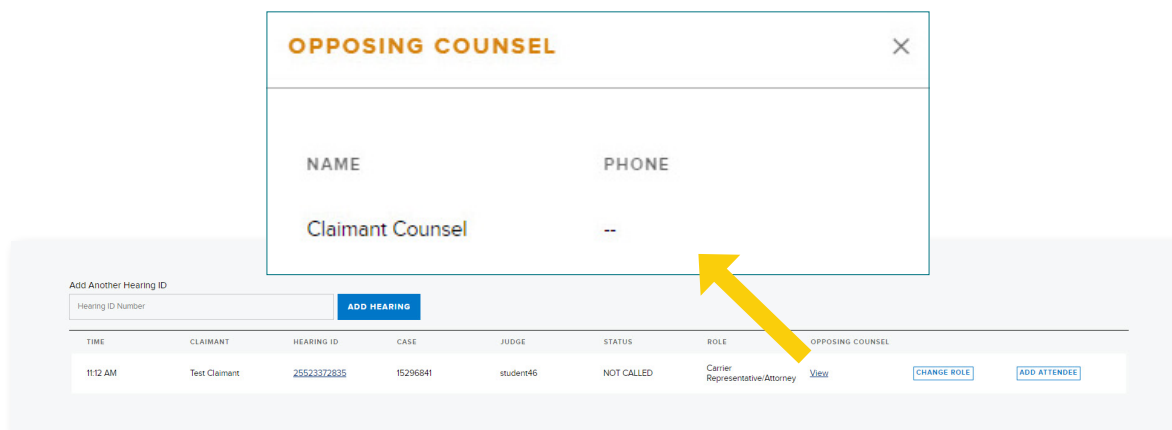 OPPOSING COUNSEL
NAME PHONE
Claimant Counsel --
Add Another Hearing ID
Hearing ID Number ADD HEARING
TIME CLAIMANT HEARING ID CASE JUDGE STATUS ROLE OPPOSING COUNSEL
11:12 AM Test Claimant 25523372835 15296841 student46 NOT CALLED Carrier Representative/Attorney View CHANGE ROLE ADD ATTENDEE